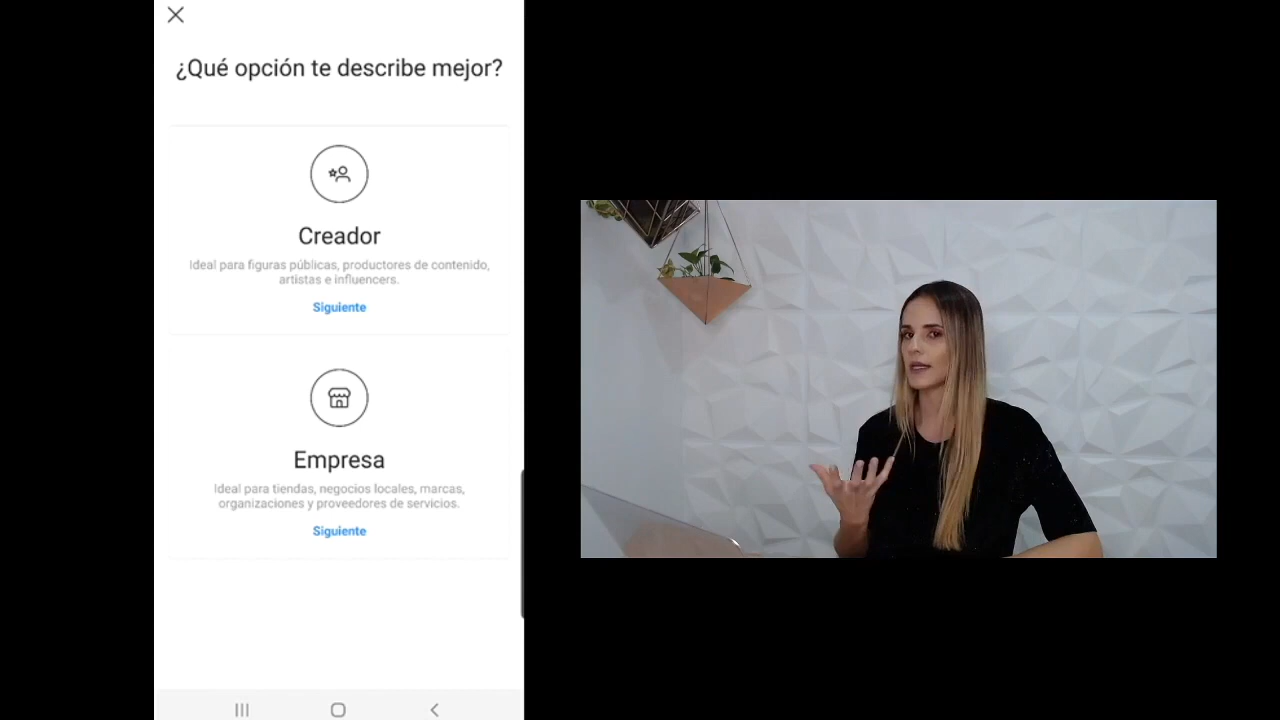 ¿Qué opción te describe mejor?
Creador
Ideal para figuras públicas, productores de contenido,
artistas e influencers.
Siguiente
Empresa
Ideal para tiendas, negocios locales, marcas,
organizaciones y proveedores de servicios.
Siguiente